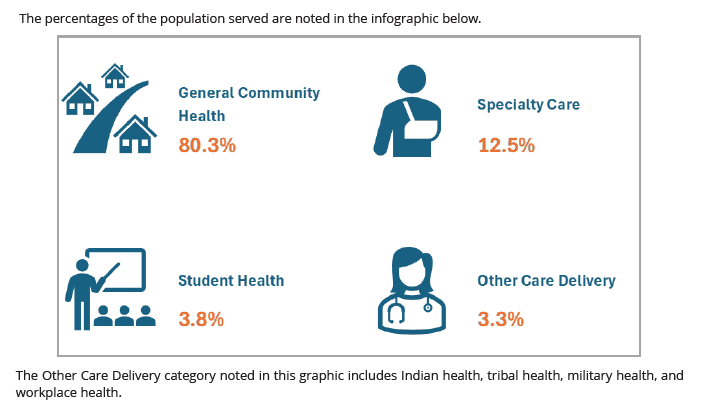 The percentages of the population served are noted in the infographic below.
General Community
Health
80.3%
Specialty Care
12.5%
Student Health
3.8%
Other Care Delivery
3.3%
The Other Care Delivery category noted in this graphic includes Indian health, tribal health, military health, and
workplace health.